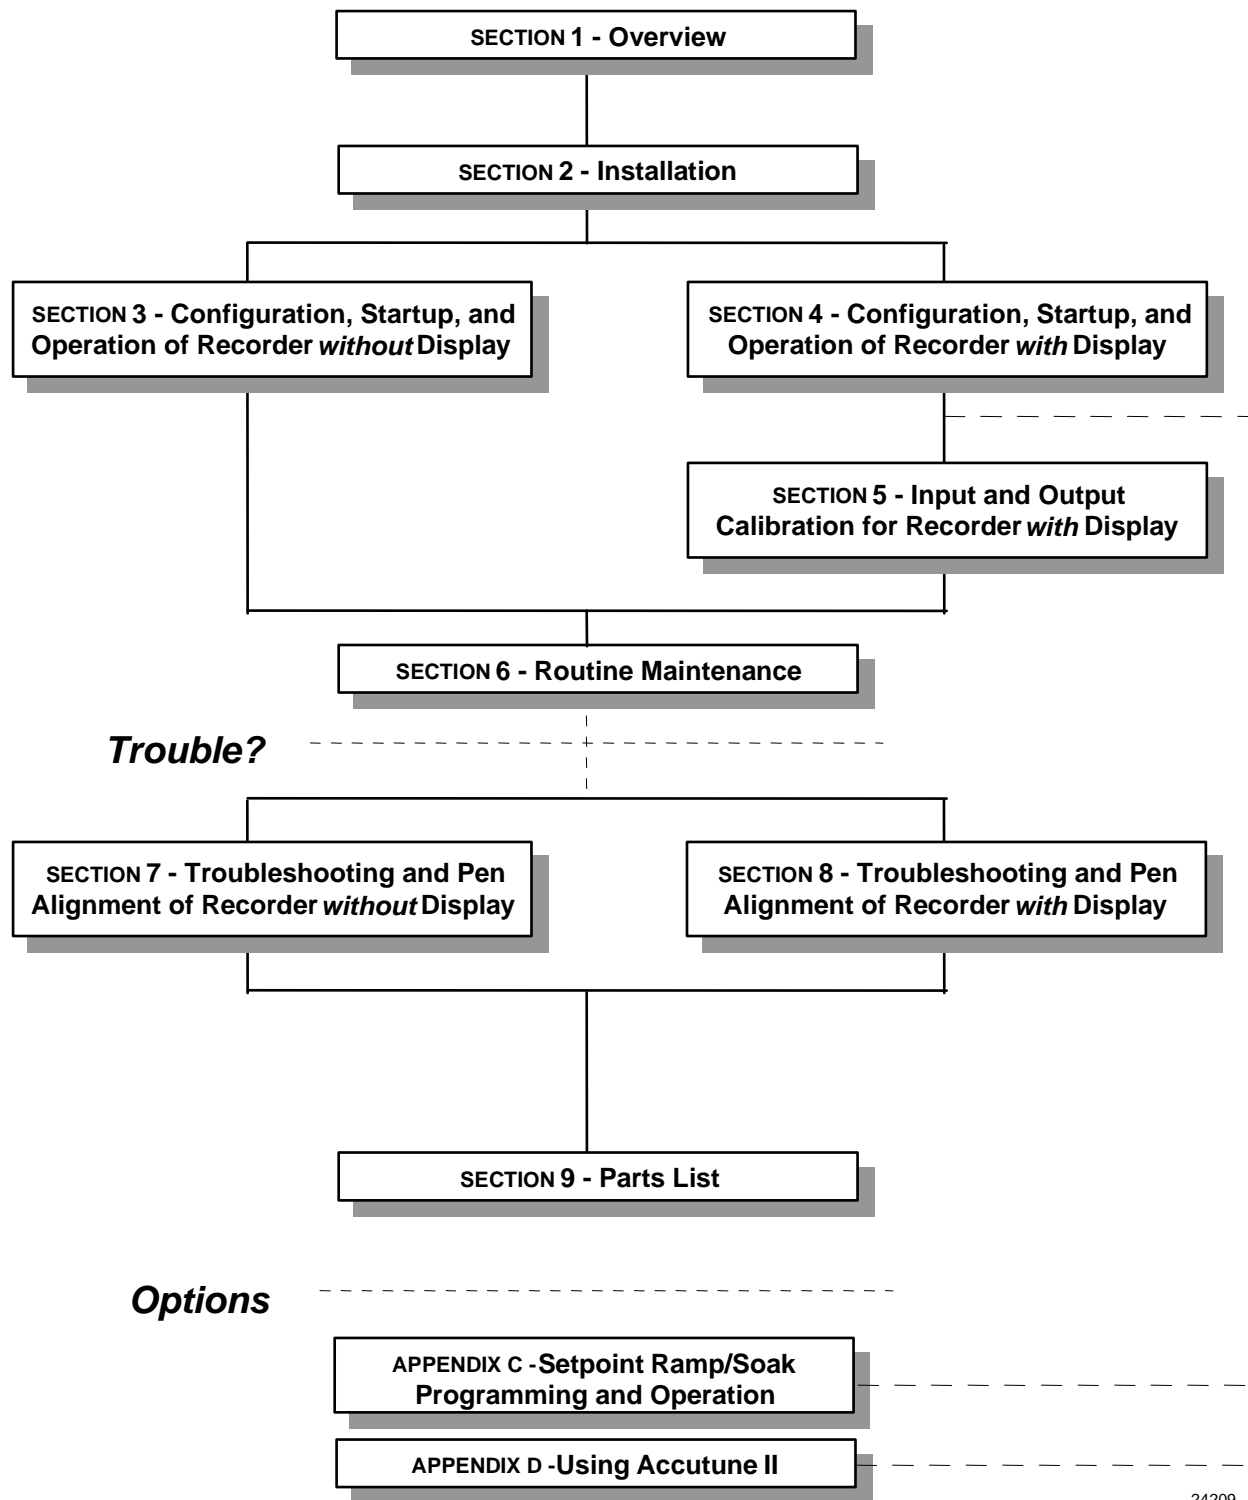 SECTION 1 - Overview
SECTION 2 - Installation
SECTION 3 - Configuration, Startup, and
Operation of Recorder without Display
SECTION 4 - Configuration, Startup, and
Operation of Recorder with Display
SECTION 5 - Input and Output
Calibration for Recorder with Display
SECTION 6 - Routine Maintenance
Trouble?
SECTION 7 - Troubleshooting and Pen
Alignment of Recorder without Display
SECTION 8 - Troubleshooting and Pen
Alignment of Recorder with Display
SECTION 9 - Parts List
Options
APPENDIX C -Setpoint Ramp/Soak
Programming and Operation
APPENDIX D -Using Accutune II
24209